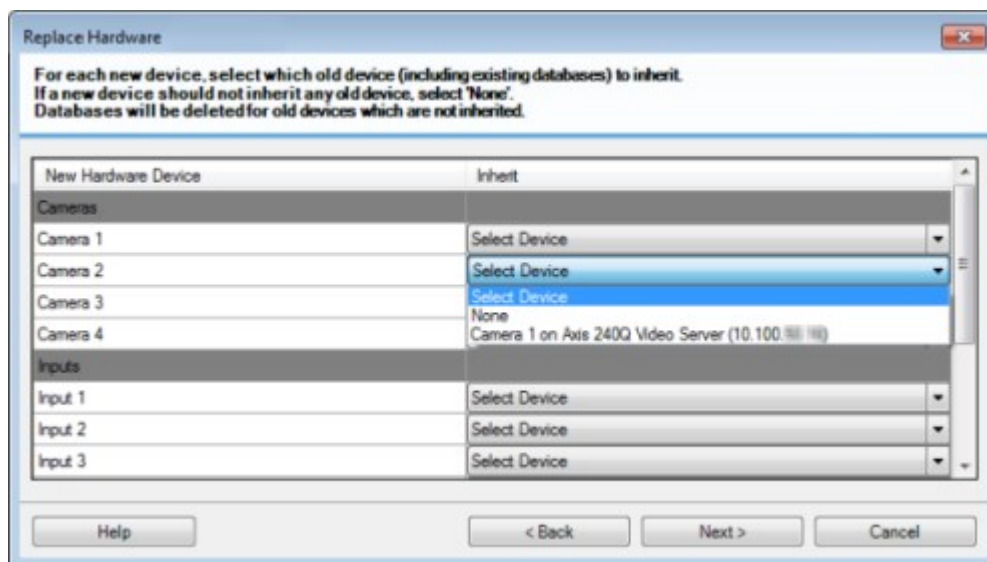 Replace Hardware
For each new device, select which old device (including existing databases) to inherit.
If a new device should not inherit any old device, select 'None'.
Databases will be deleted for old devices which are not inherited.
New Hardware Device Inherit
Cameras
Camera 1 Select Device
Camera 2 Select Device
Select Device
Camera 3
None
Camera 4 Camera 1 on Axis 240Q Video Server (10.100.
Inputs
Input 1 Select Device
Input 2 Select Device
Input 3 Select Device
Help < Back Next > Cancel